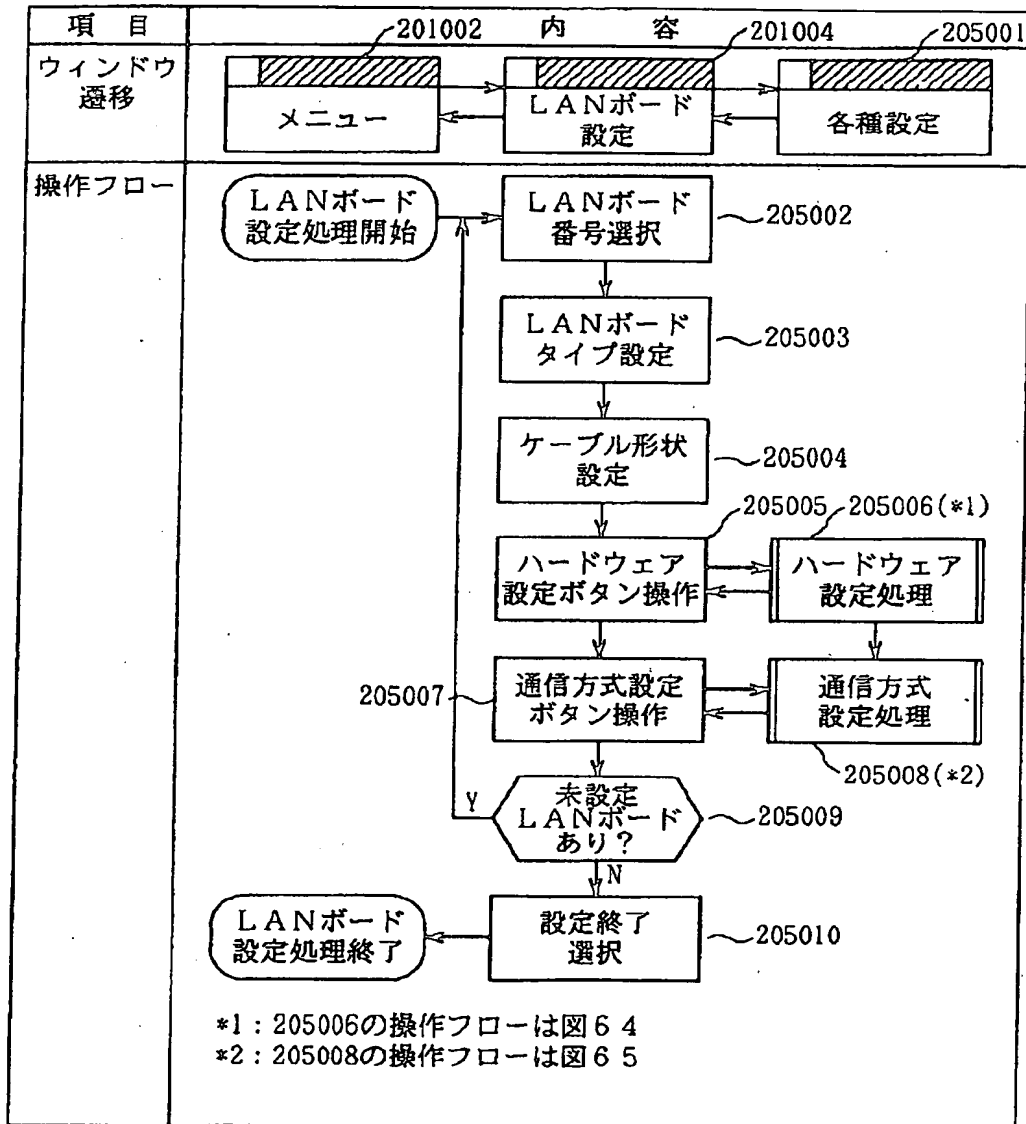 項 目
内 容
201002
201004
205001
ウィンドウ
遷移
メニュー
LANボード
設定
各種設定
操作フロー
LANボード
設定処理開始
LANボード
番号選択
205002
LANボード
タイプ設定
205003
ケーブル形状
設定
205004
205005
205006(*1)
ハードウェア
設定ボタン操作
ハードウェア
設定処理
205007
通信方式設定
ボタン操作
通信方式
設定処理
205008(*2)
Y
未設定
LANボード
あり?
205009
N
LANボード
設定処理終了
設定終了
選択
205010
*1:205006の操作フローは図64
*2:205008の操作フローは図65